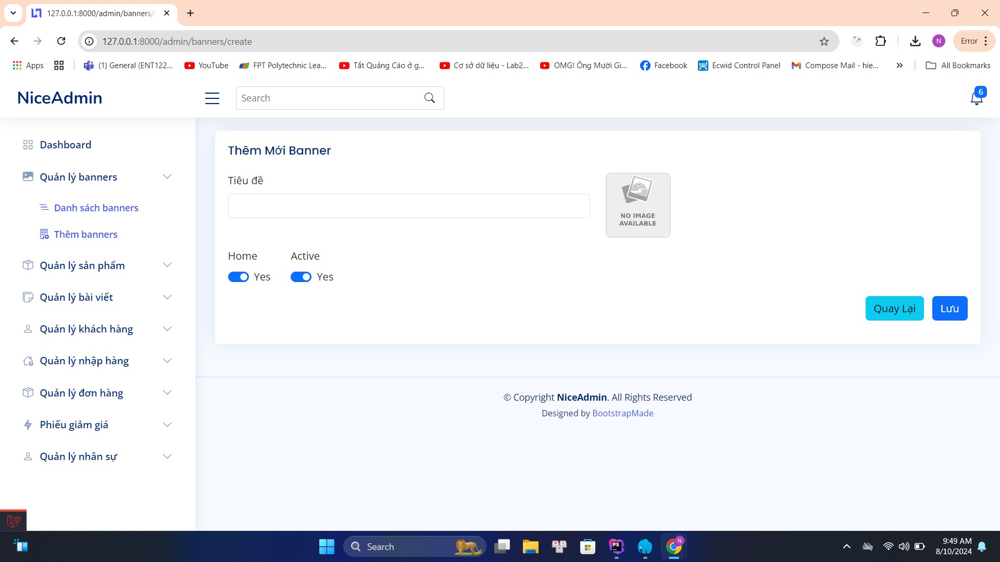 127.0.0.1:8000/admin/banners/
127.0.0.1:8000/admin/banners/create
N
Error
Apps
(1) General (ENT122...
YouTube
FPT Polytechnic Lea...
Tắt Quảng Cáo ở g...
Cơ sở dữ liệu - Lab2...
OMG! Ông Mười Gi...
Facebook
Ecwid Control Panel
Compose Mail - hie...
All Bookmarks
NiceAdmin
Search
6
Dashboard
Quản lý banners
Danh sách banners
Thêm banners
Quản lý sản phẩm
Quản lý bài viết
Quản lý khách hàng
Quản lý nhập hàng
Quản lý đơn hàng
Phiếu giảm giá
Quản lý nhân sự
Thêm Mới Banner
Tiêu đề
NO IMAGE
AVAILABLE
Home
Active
Yes
Yes
Quay Lại
Lưu
© Copyright NiceAdmin. All Rights Reserved
Designed by BootstrapMade
Search
PS
N
9:49 AM
8/10/2024